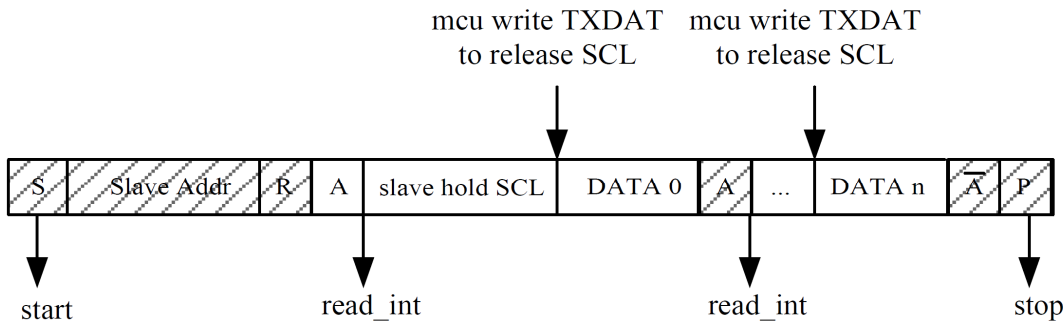 mcu write TXDAT
to release SCL
mcu write TXDAT
to release SCL
S Slave Addr R A slave hold SCL DATA 0 A ... DATA n A̅ P
start read_int read_int stop